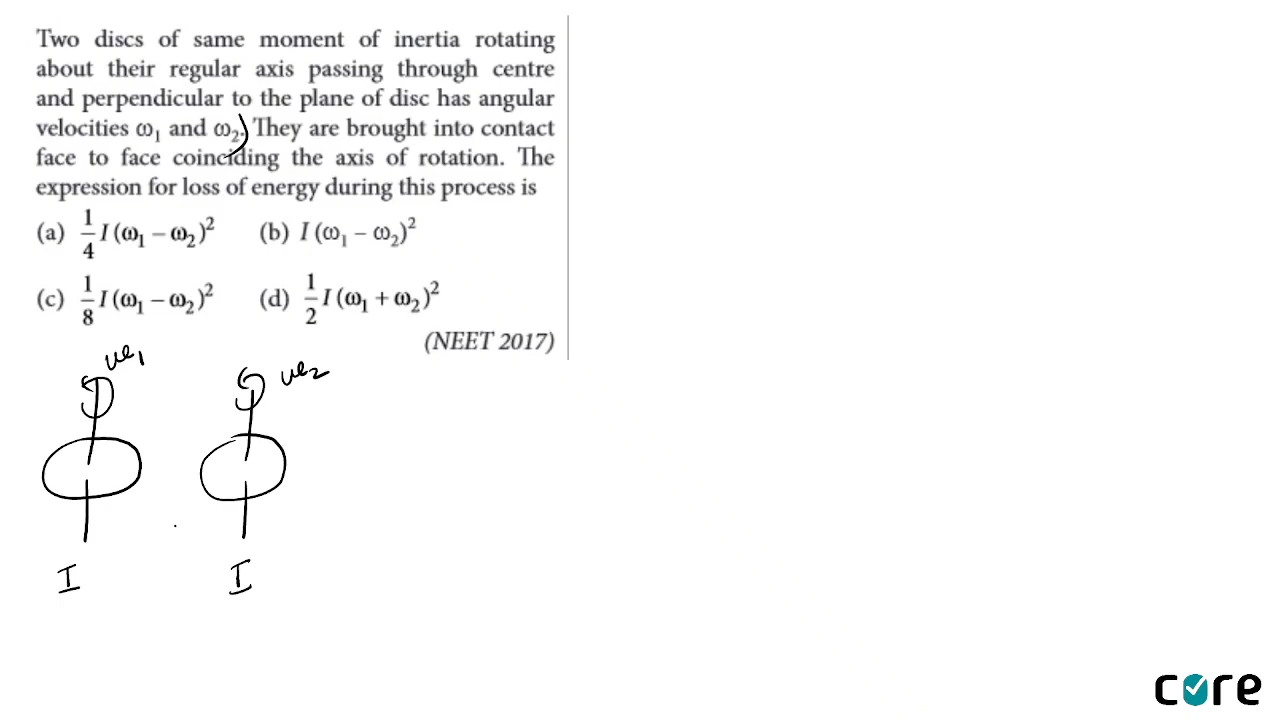 Two discs of same moment of inertia rotating
about their regular axis passing through centre
and perpendicular to the plane of disc has angular
velocities ω₁ and ω₂. They are brought into contact
face to face coinciding the axis of rotation. The
expression for loss of energy during this process is
(a) 1/4 I(ω₁ − ω₂)² (b) I(ω₁ − ω₂)²
(c) 1/8 I(ω₁ − ω₂)² (d) 1/2 I(ω₁ + ω₂)²
(NEET 2017)
ω₁ ω₂
I I
core